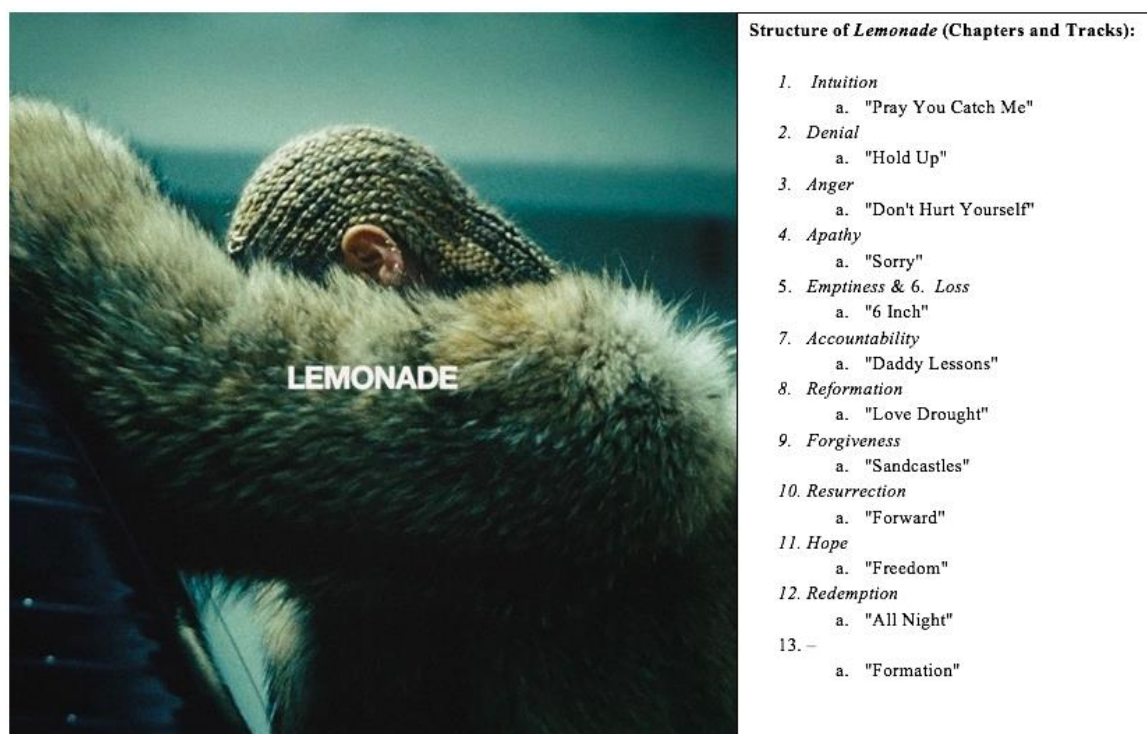 LEMONADE
Structure of Lemonade (Chapters and Tracks):
1. Intuition
a. "Pray You Catch Me"
2. Denial
a. "Hold Up"
3. Anger
a. "Don't Hurt Yourself"
4. Apathy
a. "Sorry"
5. Emptiness & 6. Loss
a. "6 Inch"
7. Accountability
a. "Daddy Lessons"
8. Reformation
a. "Love Drought"
9. Forgiveness
a. "Sandcastles"
10. Resurrection
a. "Forward"
11. Hope
a. "Freedom"
12. Redemption
a. "All Night"
13. –
a. "Formation"